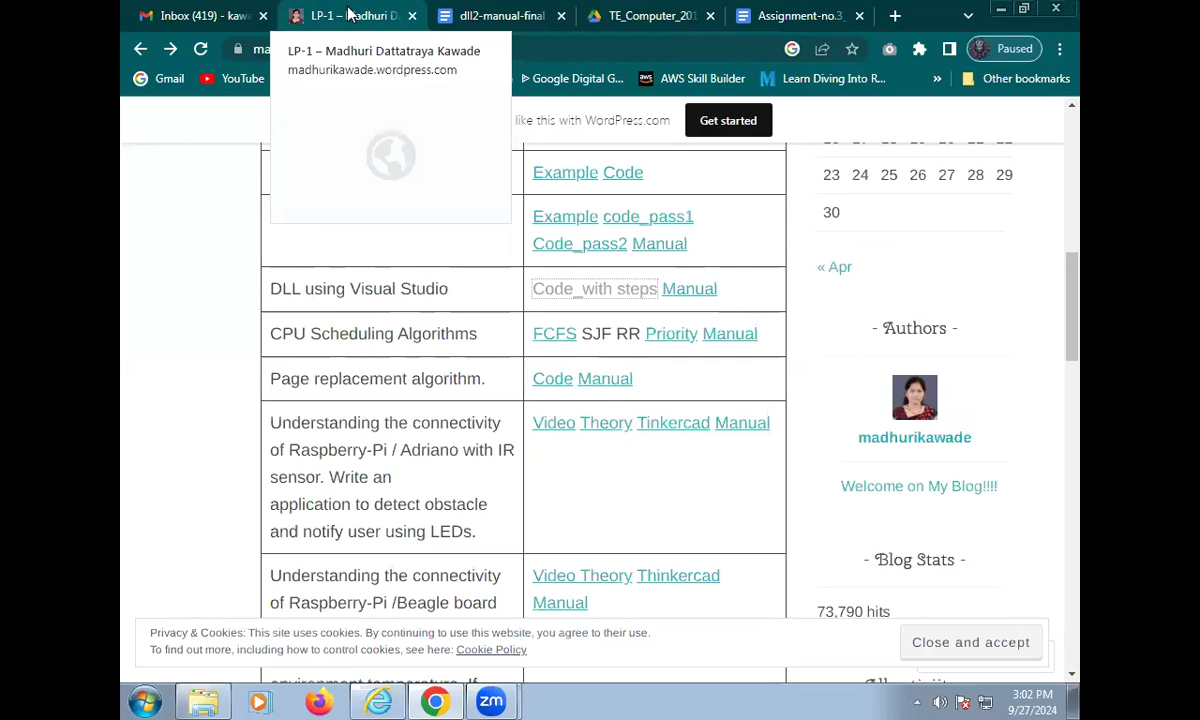 Inbox (419) - kawa
LP-1 – Madhuri D
dll2-manual-final
TE_Computer_201
Assignment-no.3_
ma
Paused
LP-1 – Madhuri Dattatraya Kawade
madhurikawade.wordpress.com
Gmail
YouTube
Google Digital G...
AWS Skill Builder
Learn Diving Into R...
»
Other bookmarks
like this with WordPress.com
Get started
Example Code
Example code_pass1
Code_pass2 Manual
DLL using Visual Studio
Code_with steps Manual
CPU Scheduling Algorithms
FCFS SJF RR Priority Manual
Page replacement algorithm.
Code Manual
Understanding the connectivity
of Raspberry-Pi / Adriano with IR
sensor. Write an
application to detect obstacle
and notify user using LEDs.
Video Theory Tinkercad Manual
Understanding the connectivity
of Raspberry-Pi /Beagle board
Video Theory Thinkercad
Manual
23 24 25 26 27 28 29
30
« Apr
- Authors -
madhurikawade
Welcome on My Blog!!!!
- Blog Stats -
73,790 hits
Privacy & Cookies: This site uses cookies. By continuing to use this website, you agree to their use.
To find out more, including how to control cookies, see here: Cookie Policy
Close and accept
zm
3:02 PM
9/27/2024